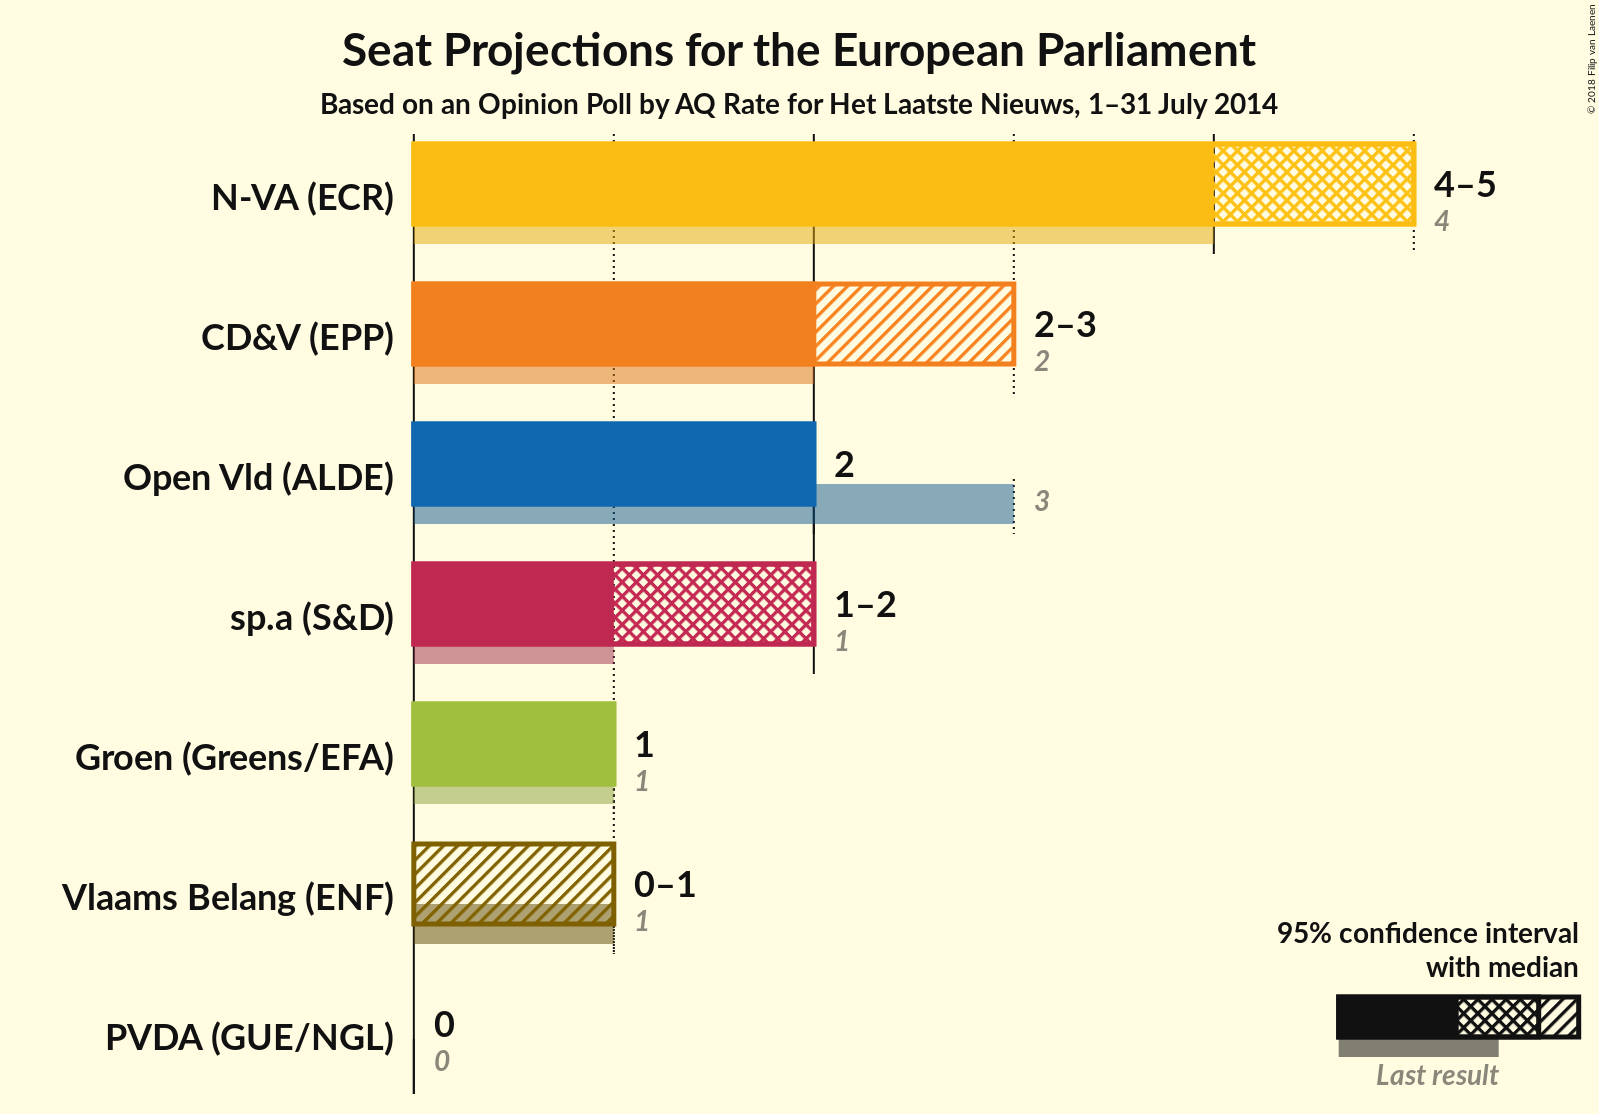 Seat Projections for the European Parliament
Based on an Opinion Poll by AQ Rate for Het Laatste Nieuws, 1–31 July 2014
© 2018 Filip van Laenen
N-VA (ECR)
4–5
4
CD&V (EPP)
2–3
2
Open Vld (ALDE)
2
3
sp.a (S&D)
1–2
1
Groen (Greens/EFA)
1
1
Vlaams Belang (ENF)
0–1
1
PVDA (GUE/NGL)
0
0
95% confidence interval
with median
Last result